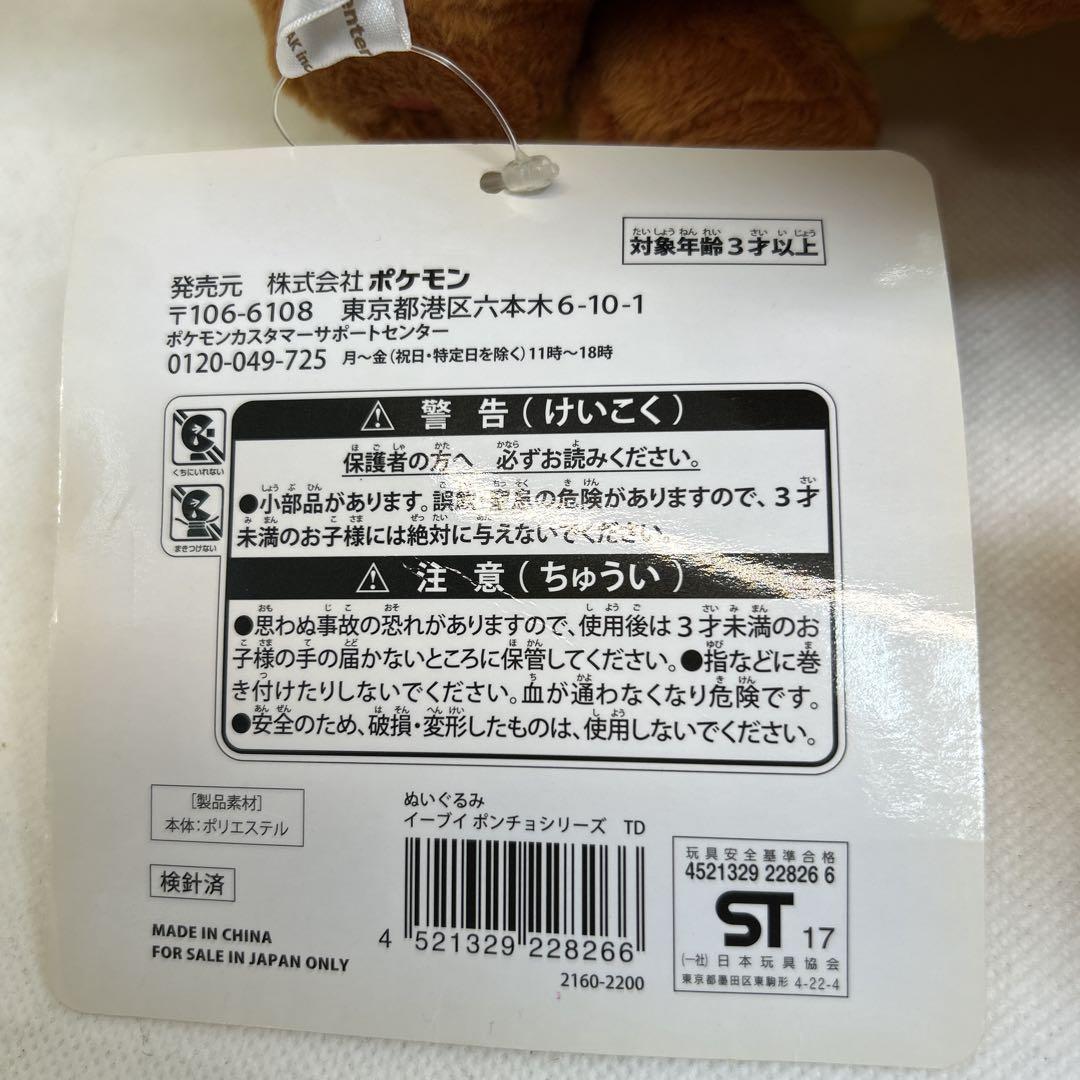 enter
AK inc
対象年齢3才以上
発売元 株式会社ポケモン
〒106-6108 東京都港区六本木6-10-1
ポケモンカスタマーサポートセンター
0120-049-725 月～金(祝日・特定日を除く)11時～18時
くちにいれない
まきつけない
⚠ 警告(けいこく)
保護者の方へ 必ずお読みください。
●小部品があります。誤飲・窒息の危険がありますので、3才
未満のお子様には絶対に与えないでください。
⚠ 注意(ちゅうい)
●思わぬ事故の恐れがありますので、使用後は3才未満のお
子様の手の届かないところに保管してください。●指などに巻
き付けたりしないでください。血が通わなくなり危険です。
●安全のため、破損・変形したものは、使用しないでください。
[製品素材]
本体:ポリエステル
検針済
MADE IN CHINA
FOR SALE IN JAPAN ONLY
ぬいぐるみ
イーブイ ポンチョシリーズ TD
4 521329 228266
2160-2200
玩具安全基準合格
4521329 22826 6
ST 17
(一社)日本玩具協会
東京都墨田区東駒形 4-22-4